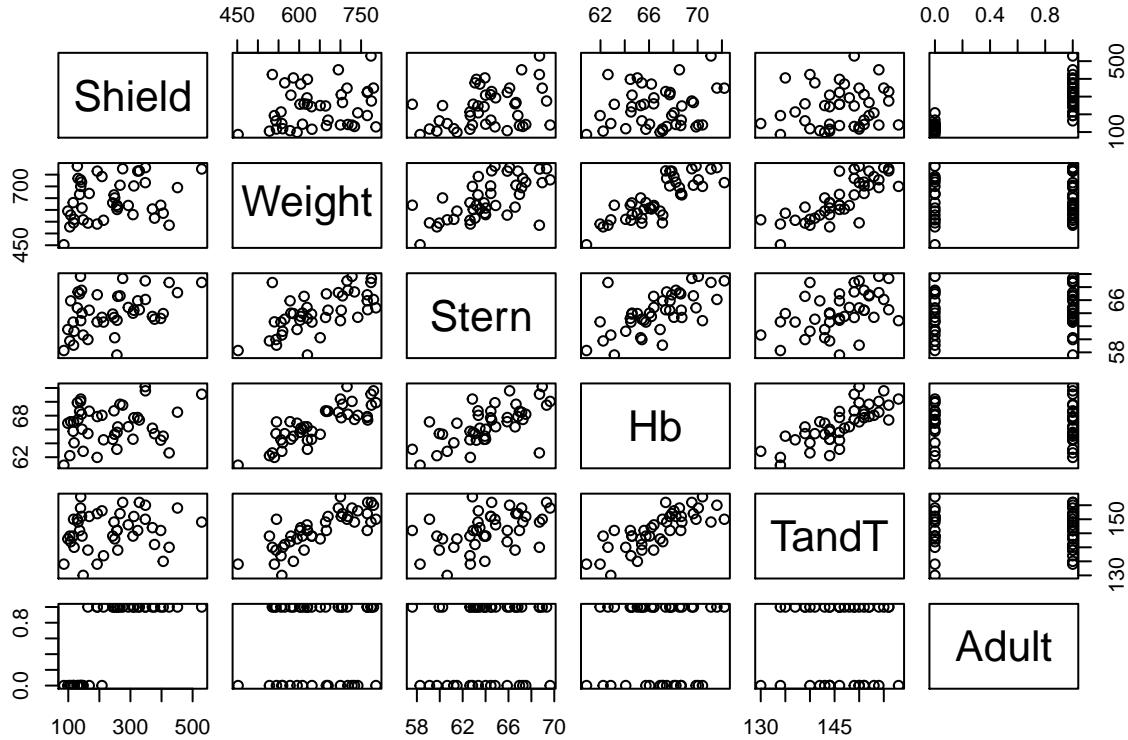 450 600 750 62 66 70 0.0 0.4 0.8
Shield 100 500
450 700 Weight
Stern 58 66
62 68 Hb
TandT 130 150
0.0 0.8 Adult
100 300 500 58 62 66 70 130 145